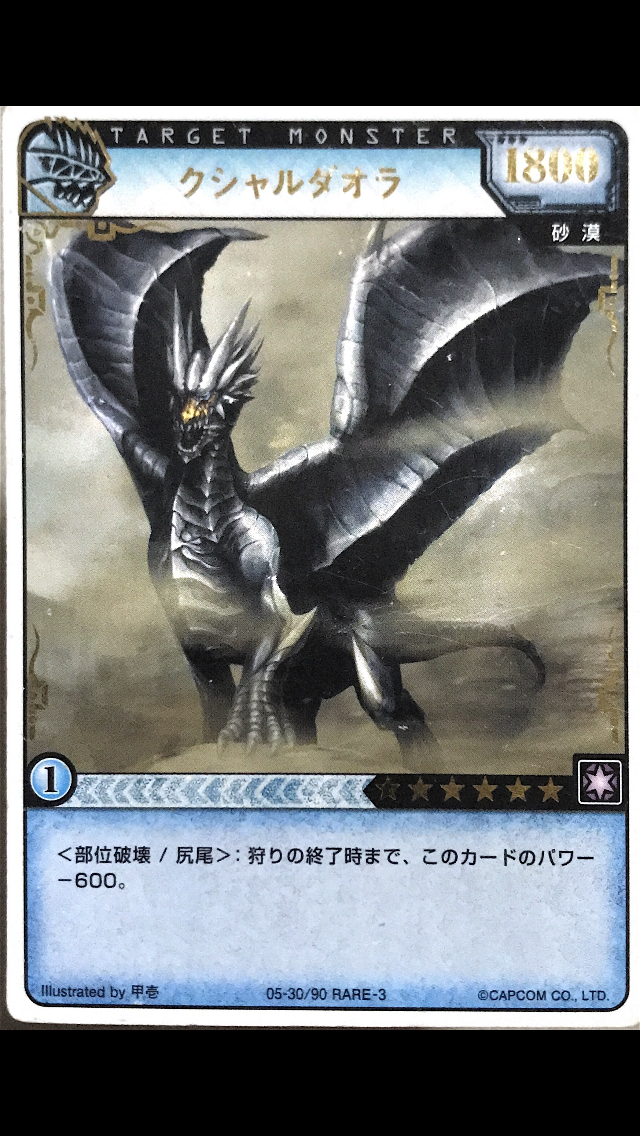 TARGET MONSTER
クシャルダオラ
1800
砂漠
1
＜部位破壊 / 尻尾＞：狩りの終了時まで、このカードのパワー
−600。
Illustrated by 甲壱
05-30/90 RARE-3
©CAPCOM CO., LTD.